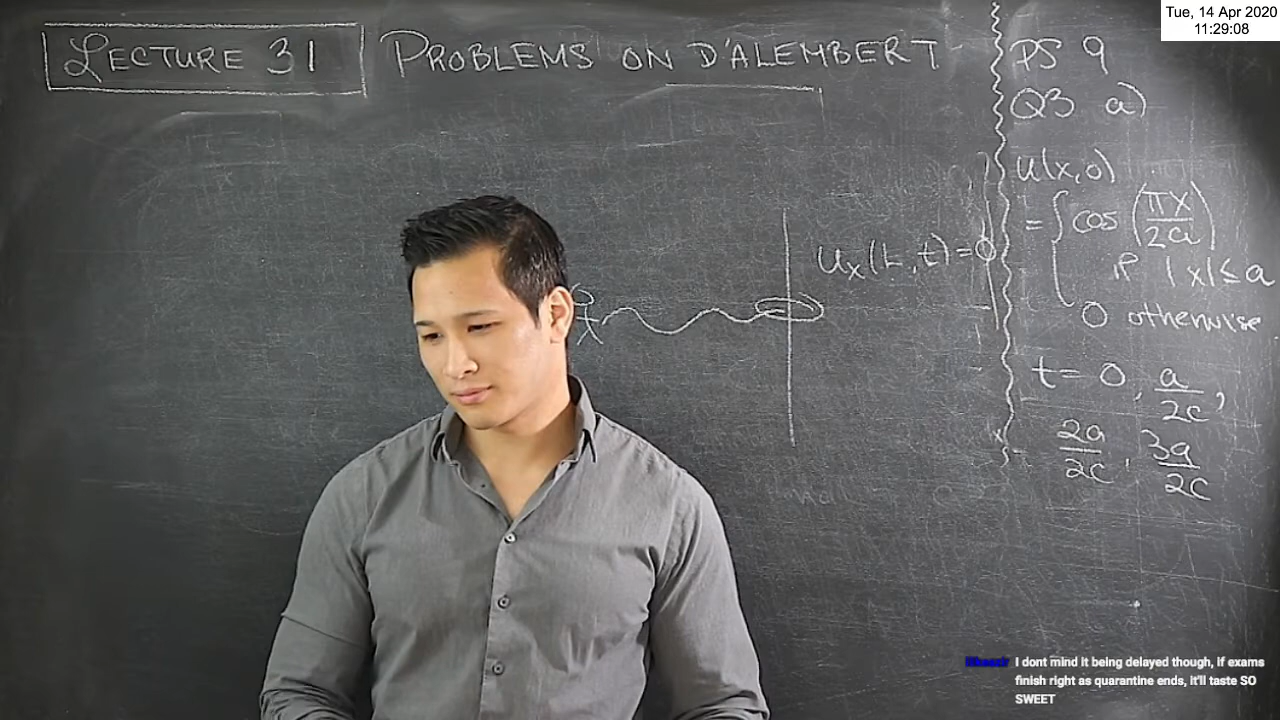 Tue, 14 Apr 2020
11:29:08
LECTURE 31
PROBLEMS ON D'ALEMBERT
PS 9
Q3 a)
u(x,0)
= { cos (πx/2a)
if |x| ≤ a
0 otherwise
t = 0, a/2c,
2a/2c, 3a/2c
u_x(L,t)=0
I dont mind it being delayed though, If exams
finish right as quarantine ends, it'll taste SO
SWEET